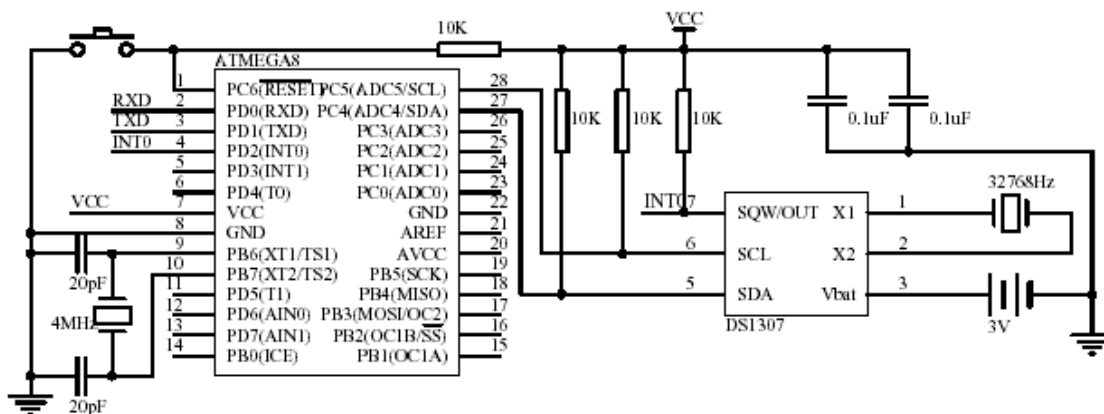 VCC
10K
ATMEGA8
1 PC6(RESET) PC5(ADC5/SCL) 28
RXD 2 PD0(RXD) PC4(ADC4/SDA) 27
TXD 3 PD1(TXD) PC3(ADC3) 26
INT0 4 PD2(INT0) PC2(ADC2) 25
5 PD3(INT1) PC1(ADC1) 24
6 PD4(T0) PC0(ADC0) 23
VCC 7 VCC GND 22
8 GND AREF 21
9 PB6(XT1/TS1) AVCC 20
10 PB7(XT2/TS2) PB5(SCK) 19
11 PD5(T1) PB4(MISO) 18
12 PD6(AIN0) PB3(MOSI/OC2) 17
13 PD7(AIN1) PB2(OC1B/SS) 16
14 PB0(ICE) PB1(OC1A) 15
20pF
4MHz
20pF
10K
10K
10K
0.1uF
0.1uF
32768Hz
INT0 7 SQW/OUT X1 1
6 SCL X2 2
5 SDA Vbat 3
DS1307
3V